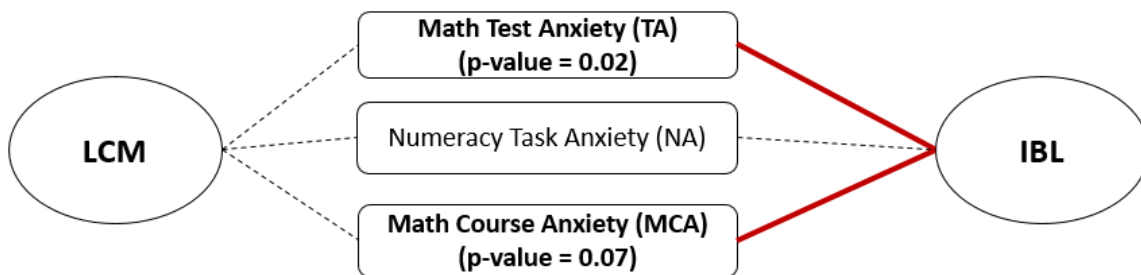 Math Test Anxiety (TA)
(p-value = 0.02)
LCM
Numeracy Task Anxiety (NA)
IBL
Math Course Anxiety (MCA)
(p-value = 0.07)